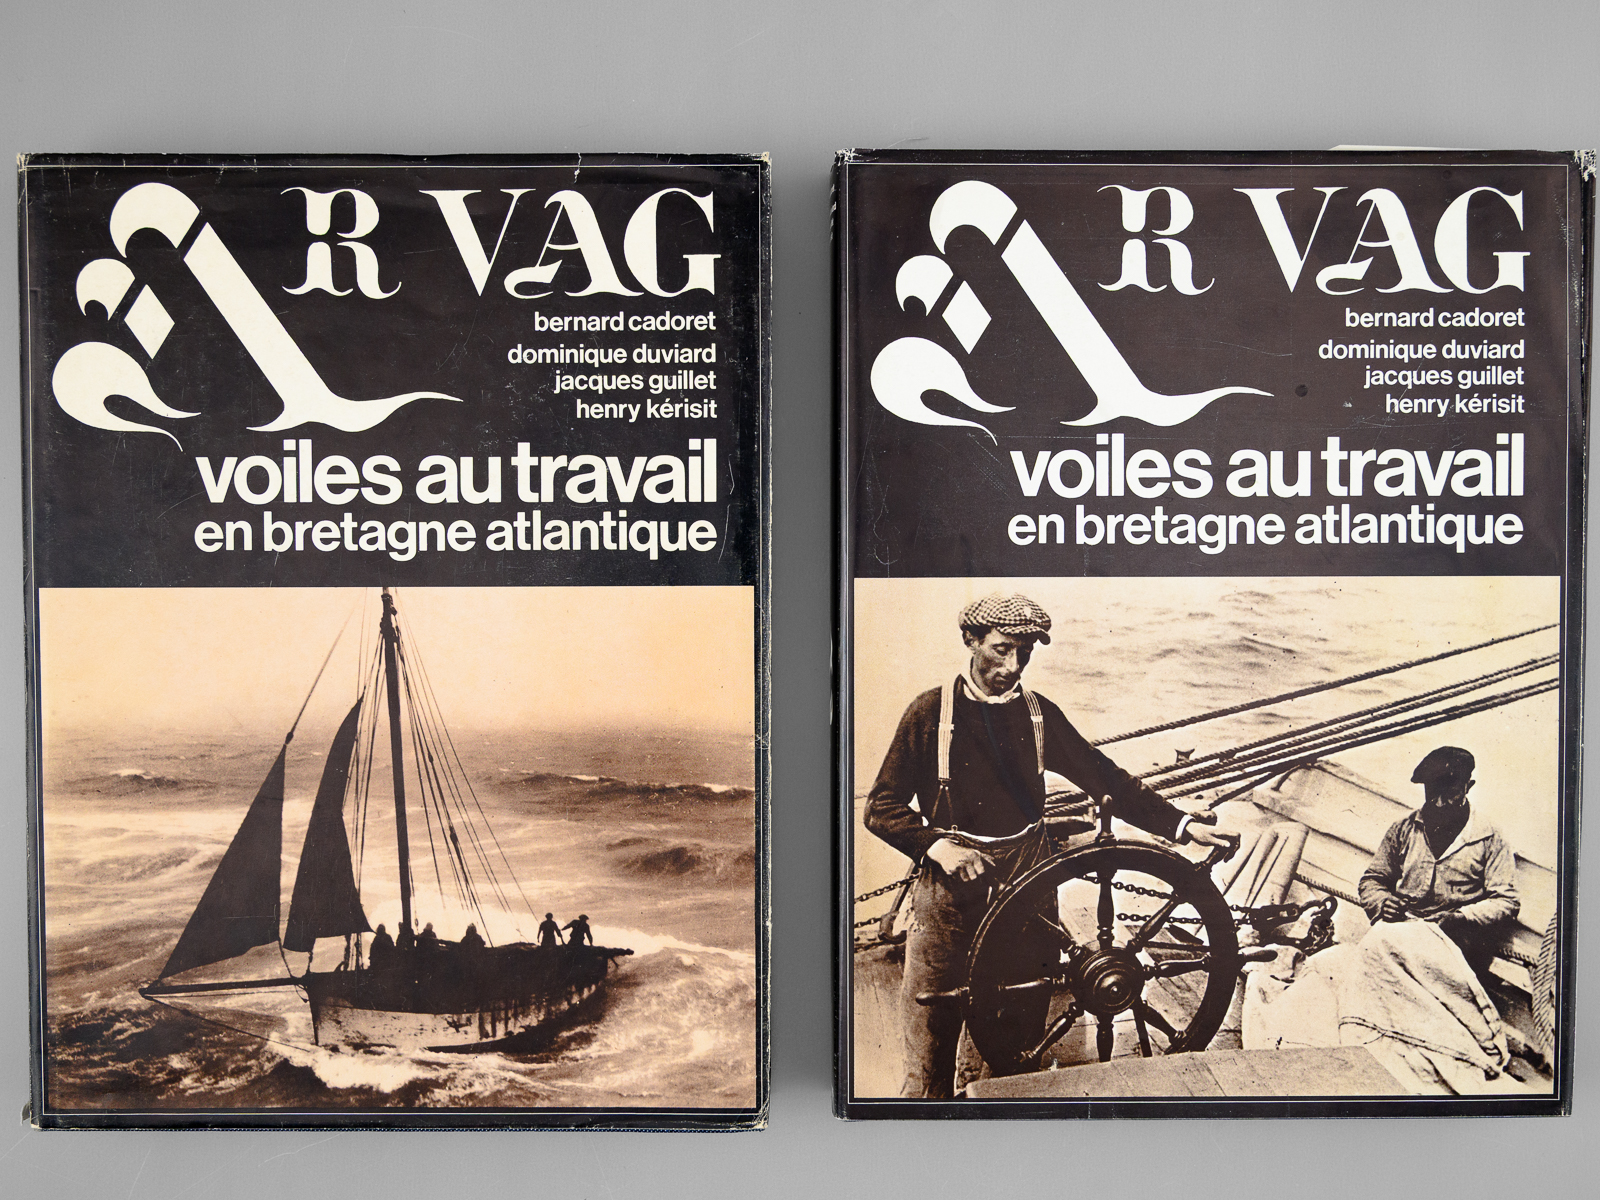 AR VAG
bernard cadoret
dominique duviard
jacques guillet
henry kérisit
voiles au travail
en bretagne atlantique
AR VAG
bernard cadoret
dominique duviard
jacques guillet
henry kérisit
voiles au travail
en bretagne atlantique